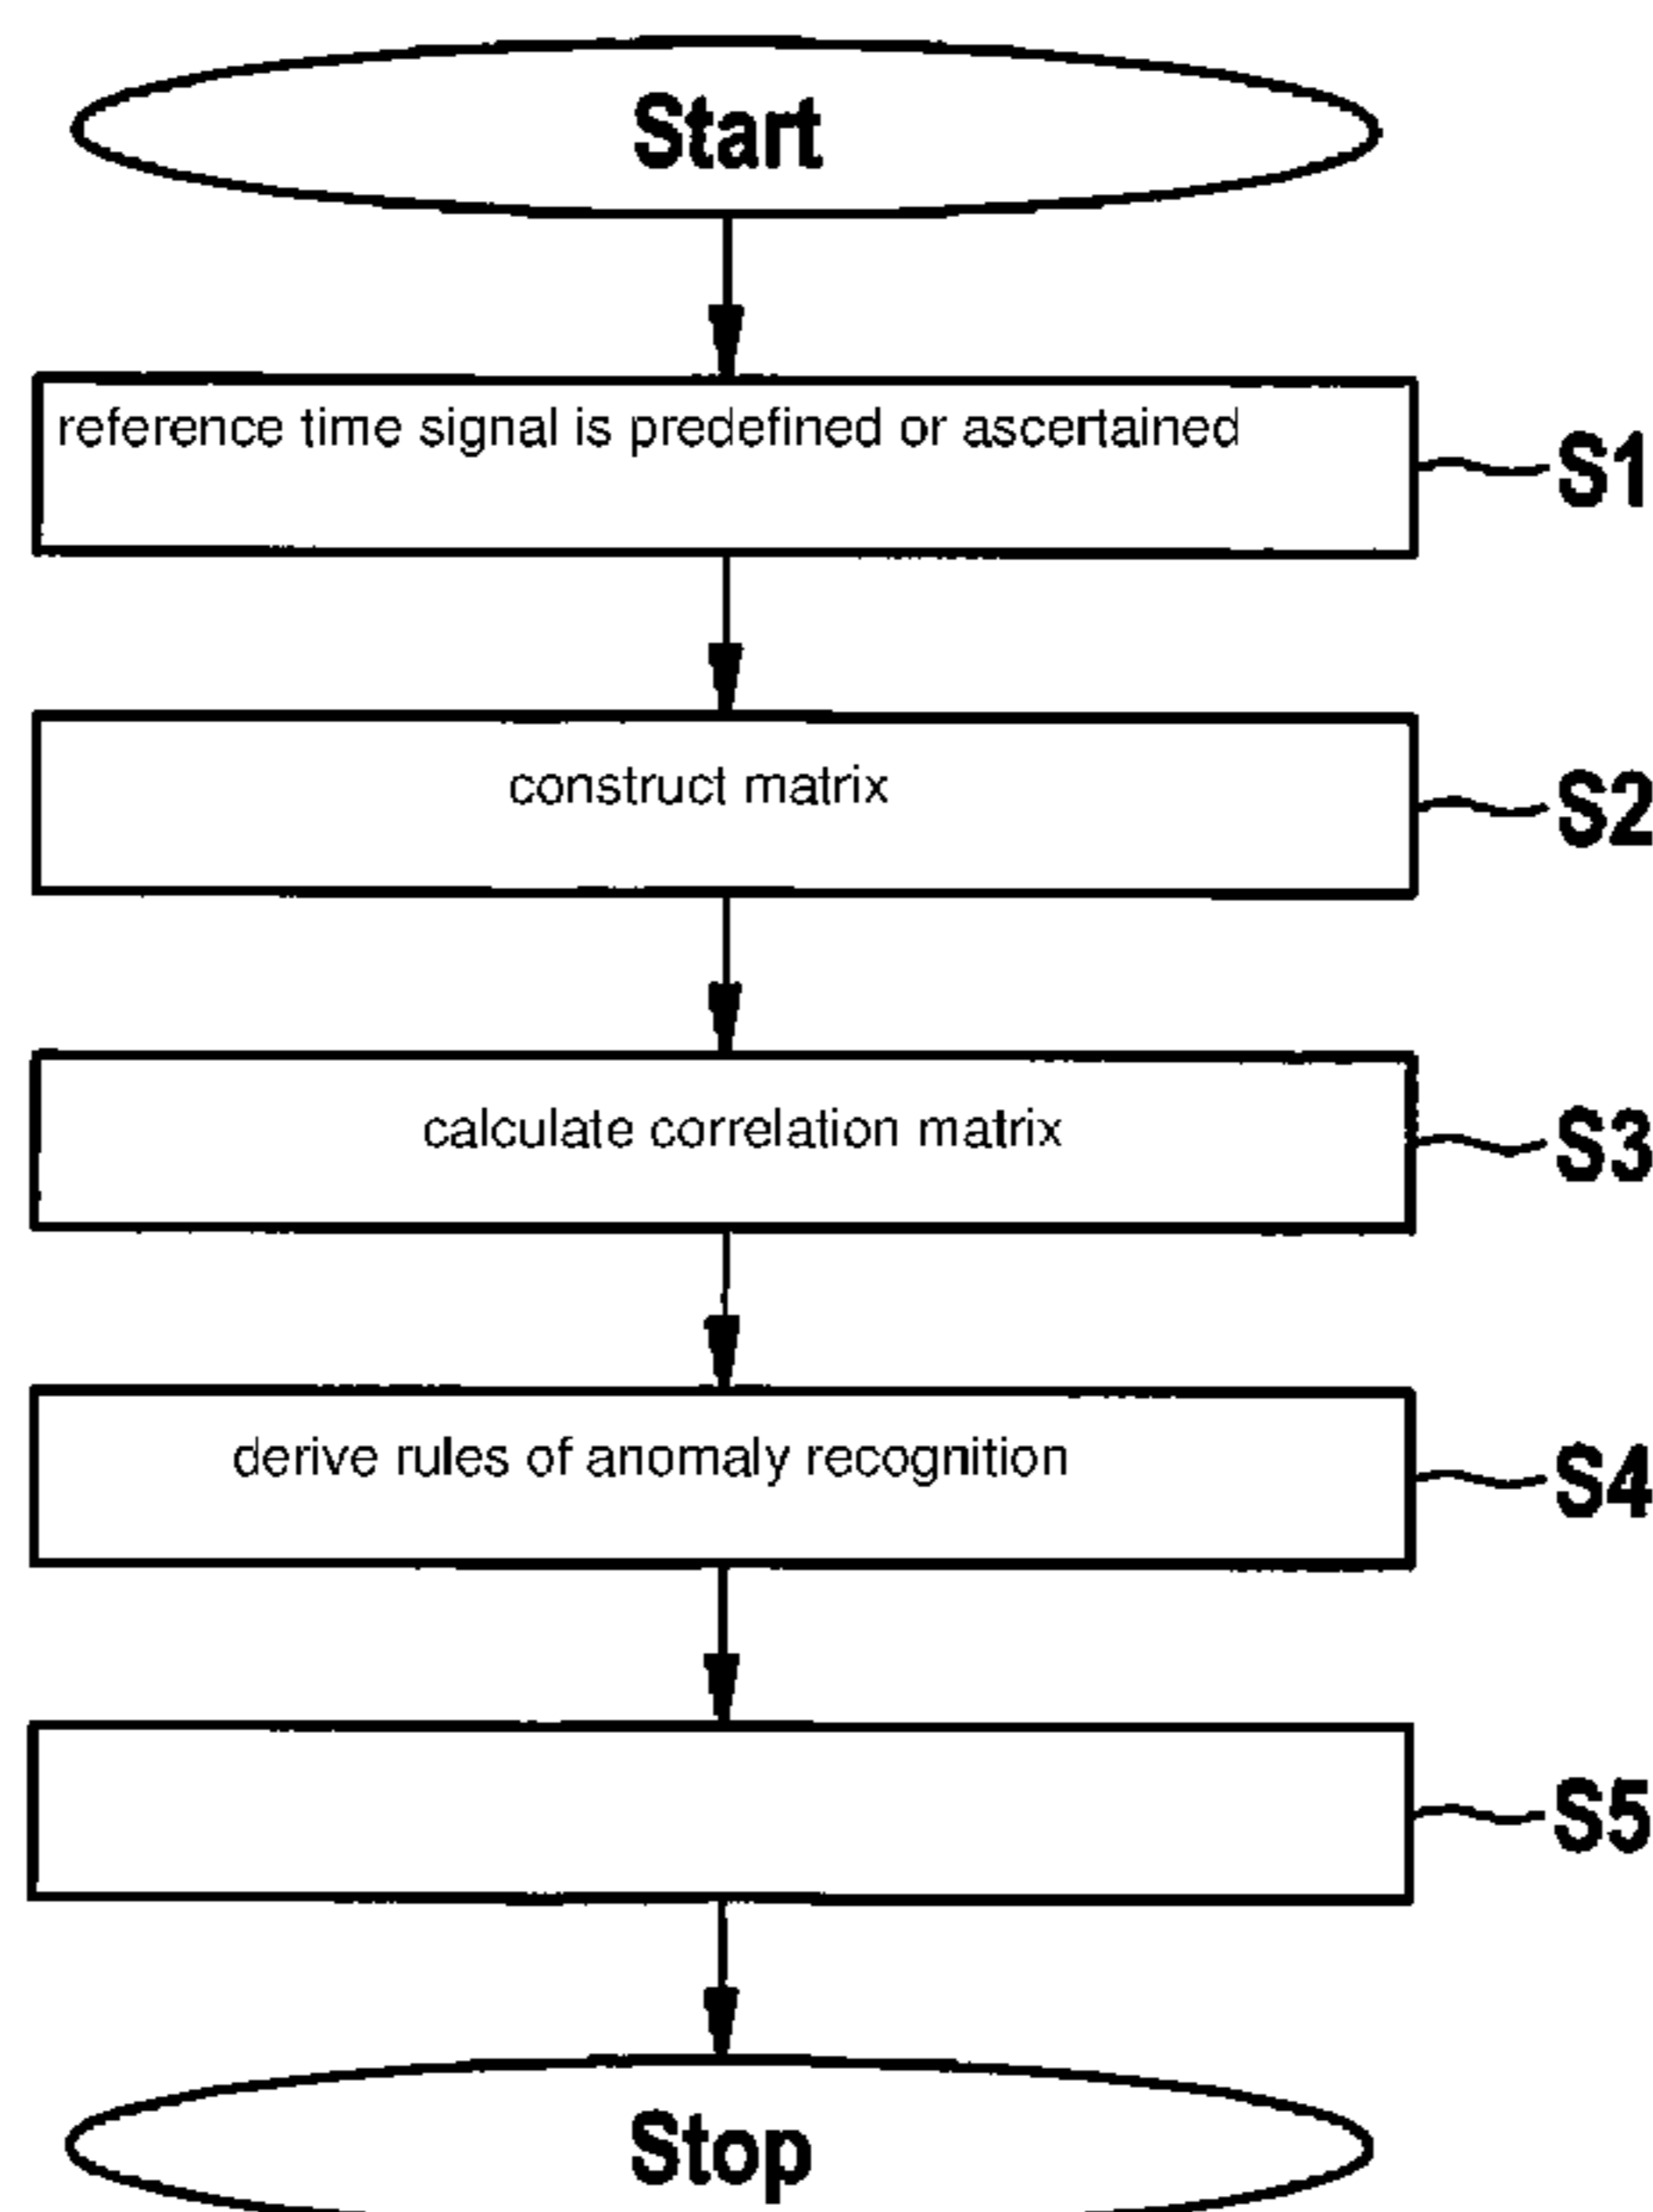 Start
reference time signal is predefined or ascertained
S1
construct matrix
S2
calculate correlation matrix
S3
derive rules of anomaly recognition
S4
S5
Stop